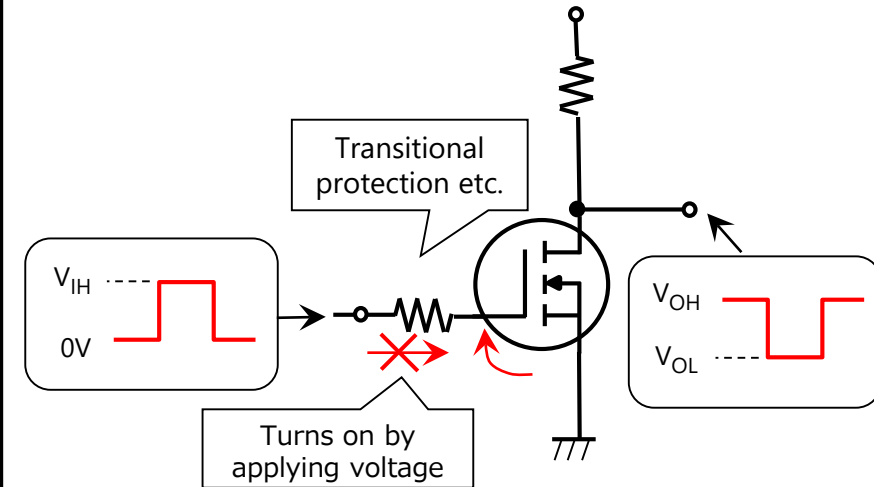 Transitional
protection etc.
VIH
0V
VOH
VOL
Turns on by
applying voltage